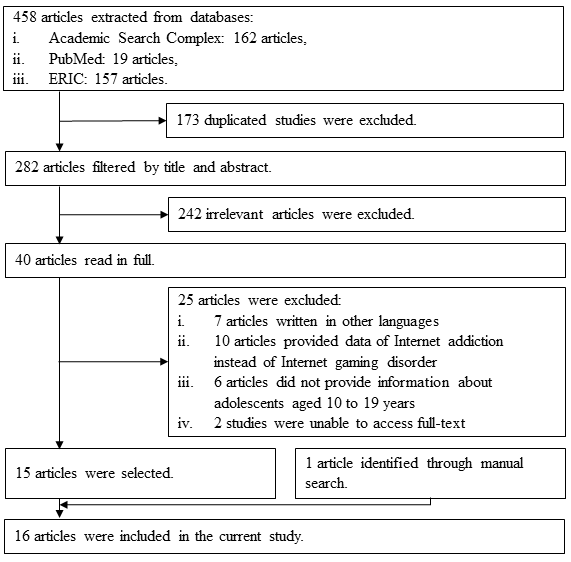 458 articles extracted from databases:
i. Academic Search Complex: 162 articles,
ii. PubMed: 19 articles,
iii. ERIC: 157 articles.
173 duplicated studies were excluded.
282 articles filtered by title and abstract.
242 irrelevant articles were excluded.
40 articles read in full.
25 articles were excluded:
i. 7 articles written in other languages
ii. 10 articles provided data of Internet addiction
instead of Internet gaming disorder
iii. 6 articles did not provide information about
adolescents aged 10 to 19 years
iv. 2 studies were unable to access full-text
15 articles were selected.
1 article identified through manual
search.
16 articles were included in the current study.